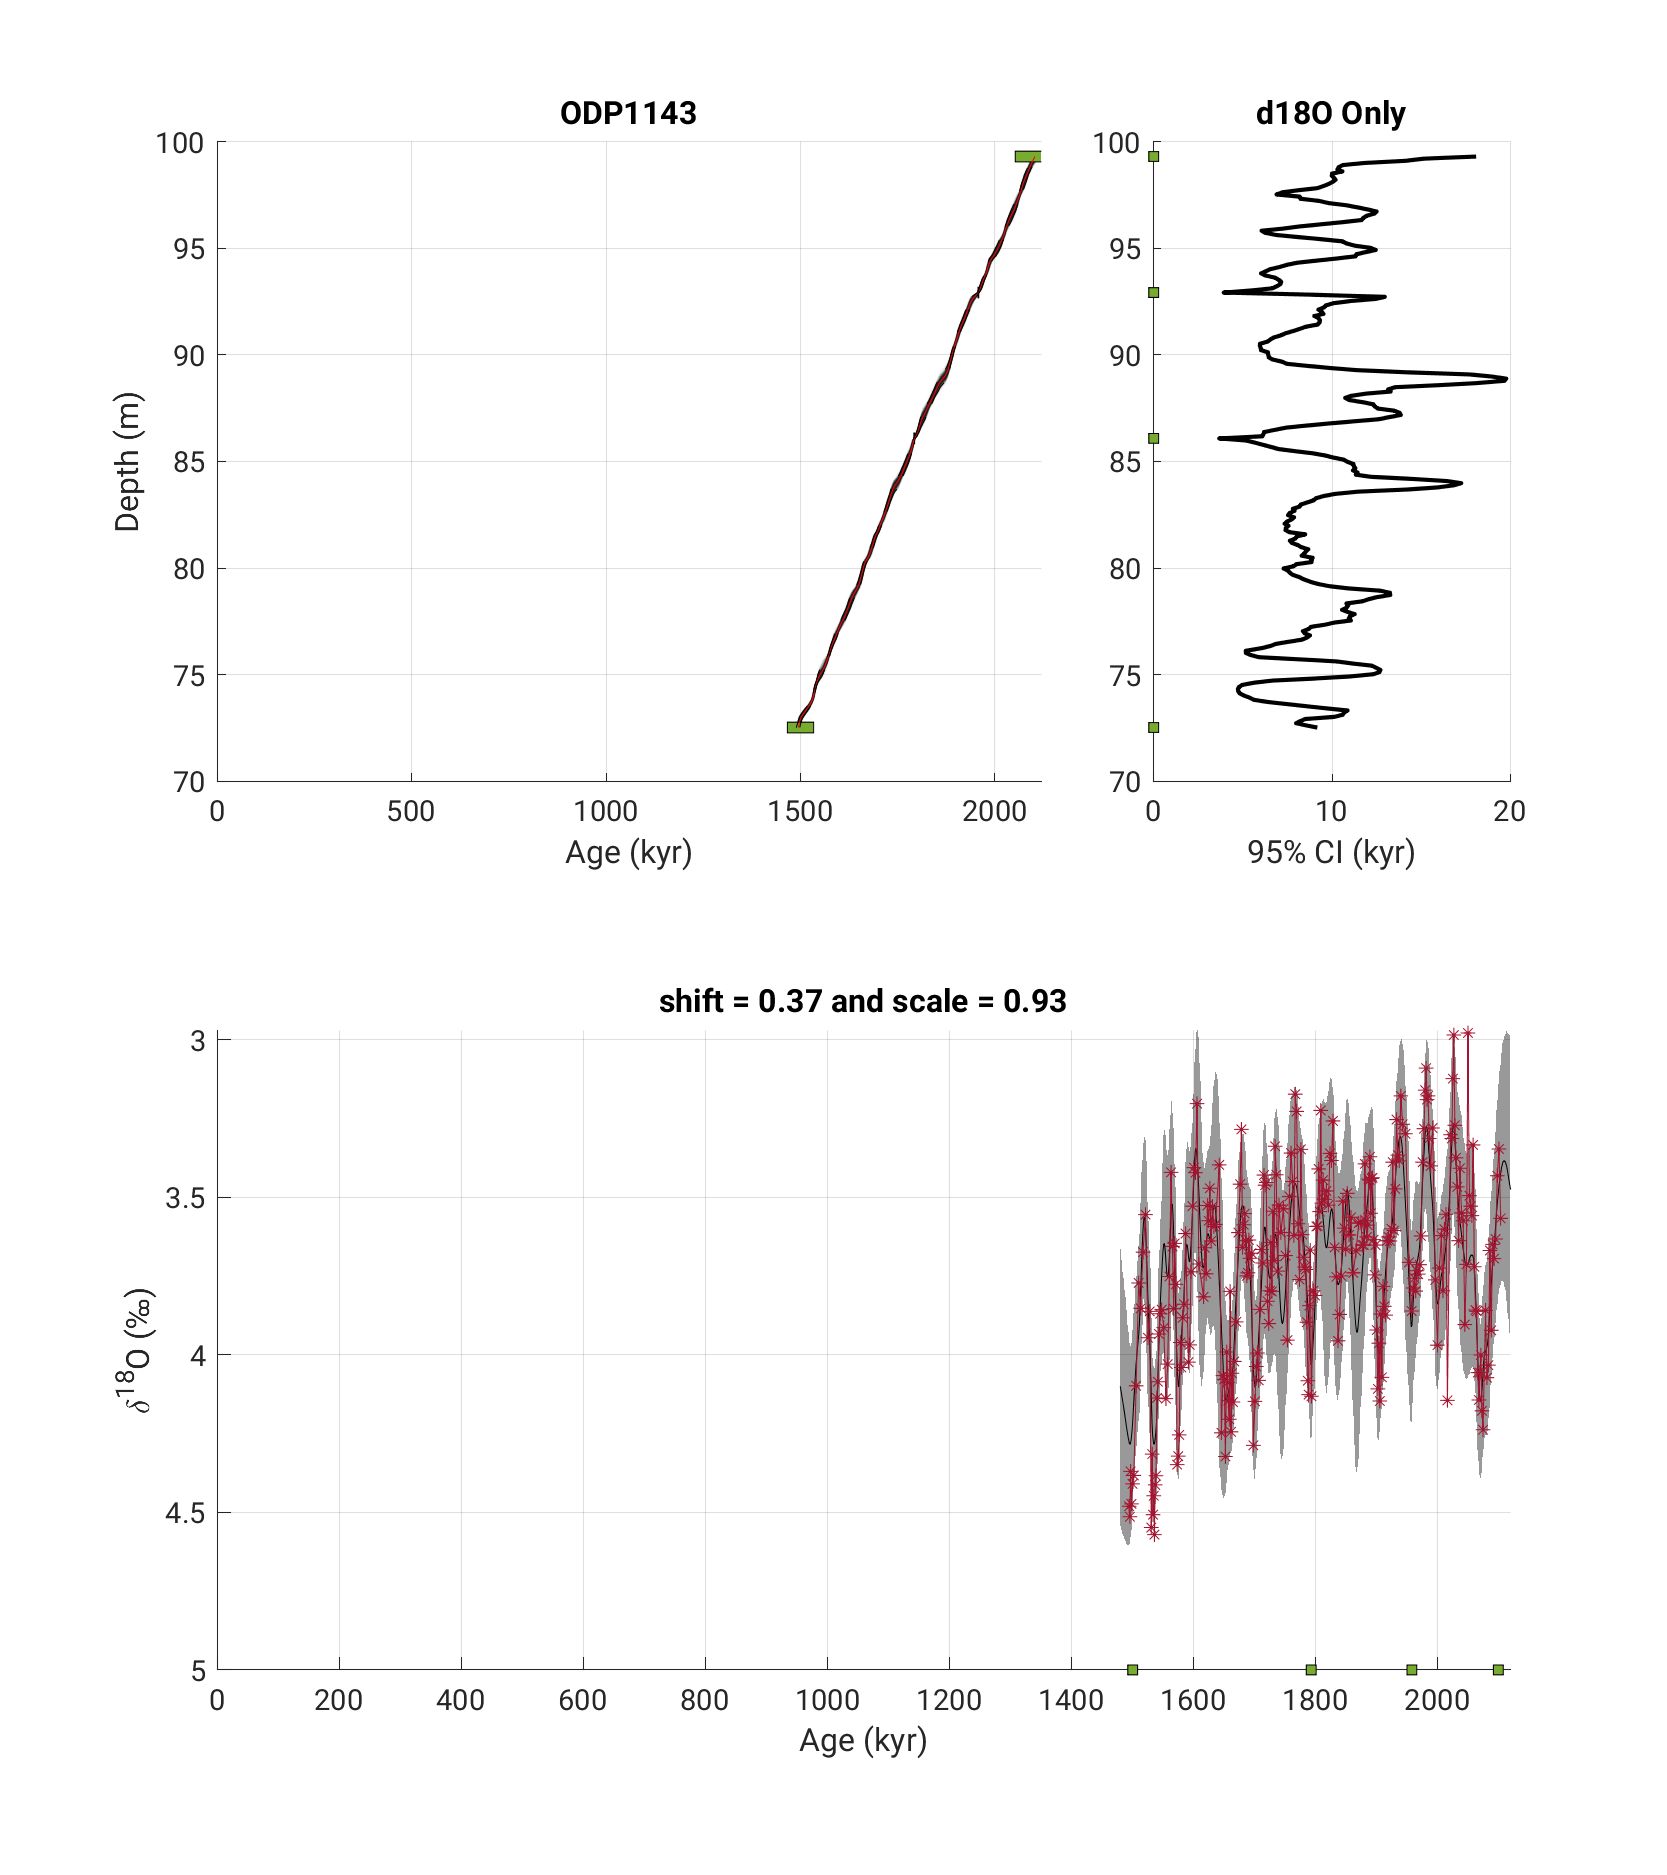 ODP1143
d18O Only
100
95
90
85
80
75
70
Depth (m)
0 500 1000 1500 2000
Age (kyr)
100
95
90
85
80
75
70
0 10 20
95% CI (kyr)
shift = 0.37 and scale = 0.93
3
3.5
4
4.5
5
δ18O (‰)
0 200 400 600 800 1000 1200 1400 1600 1800 2000
Age (kyr)